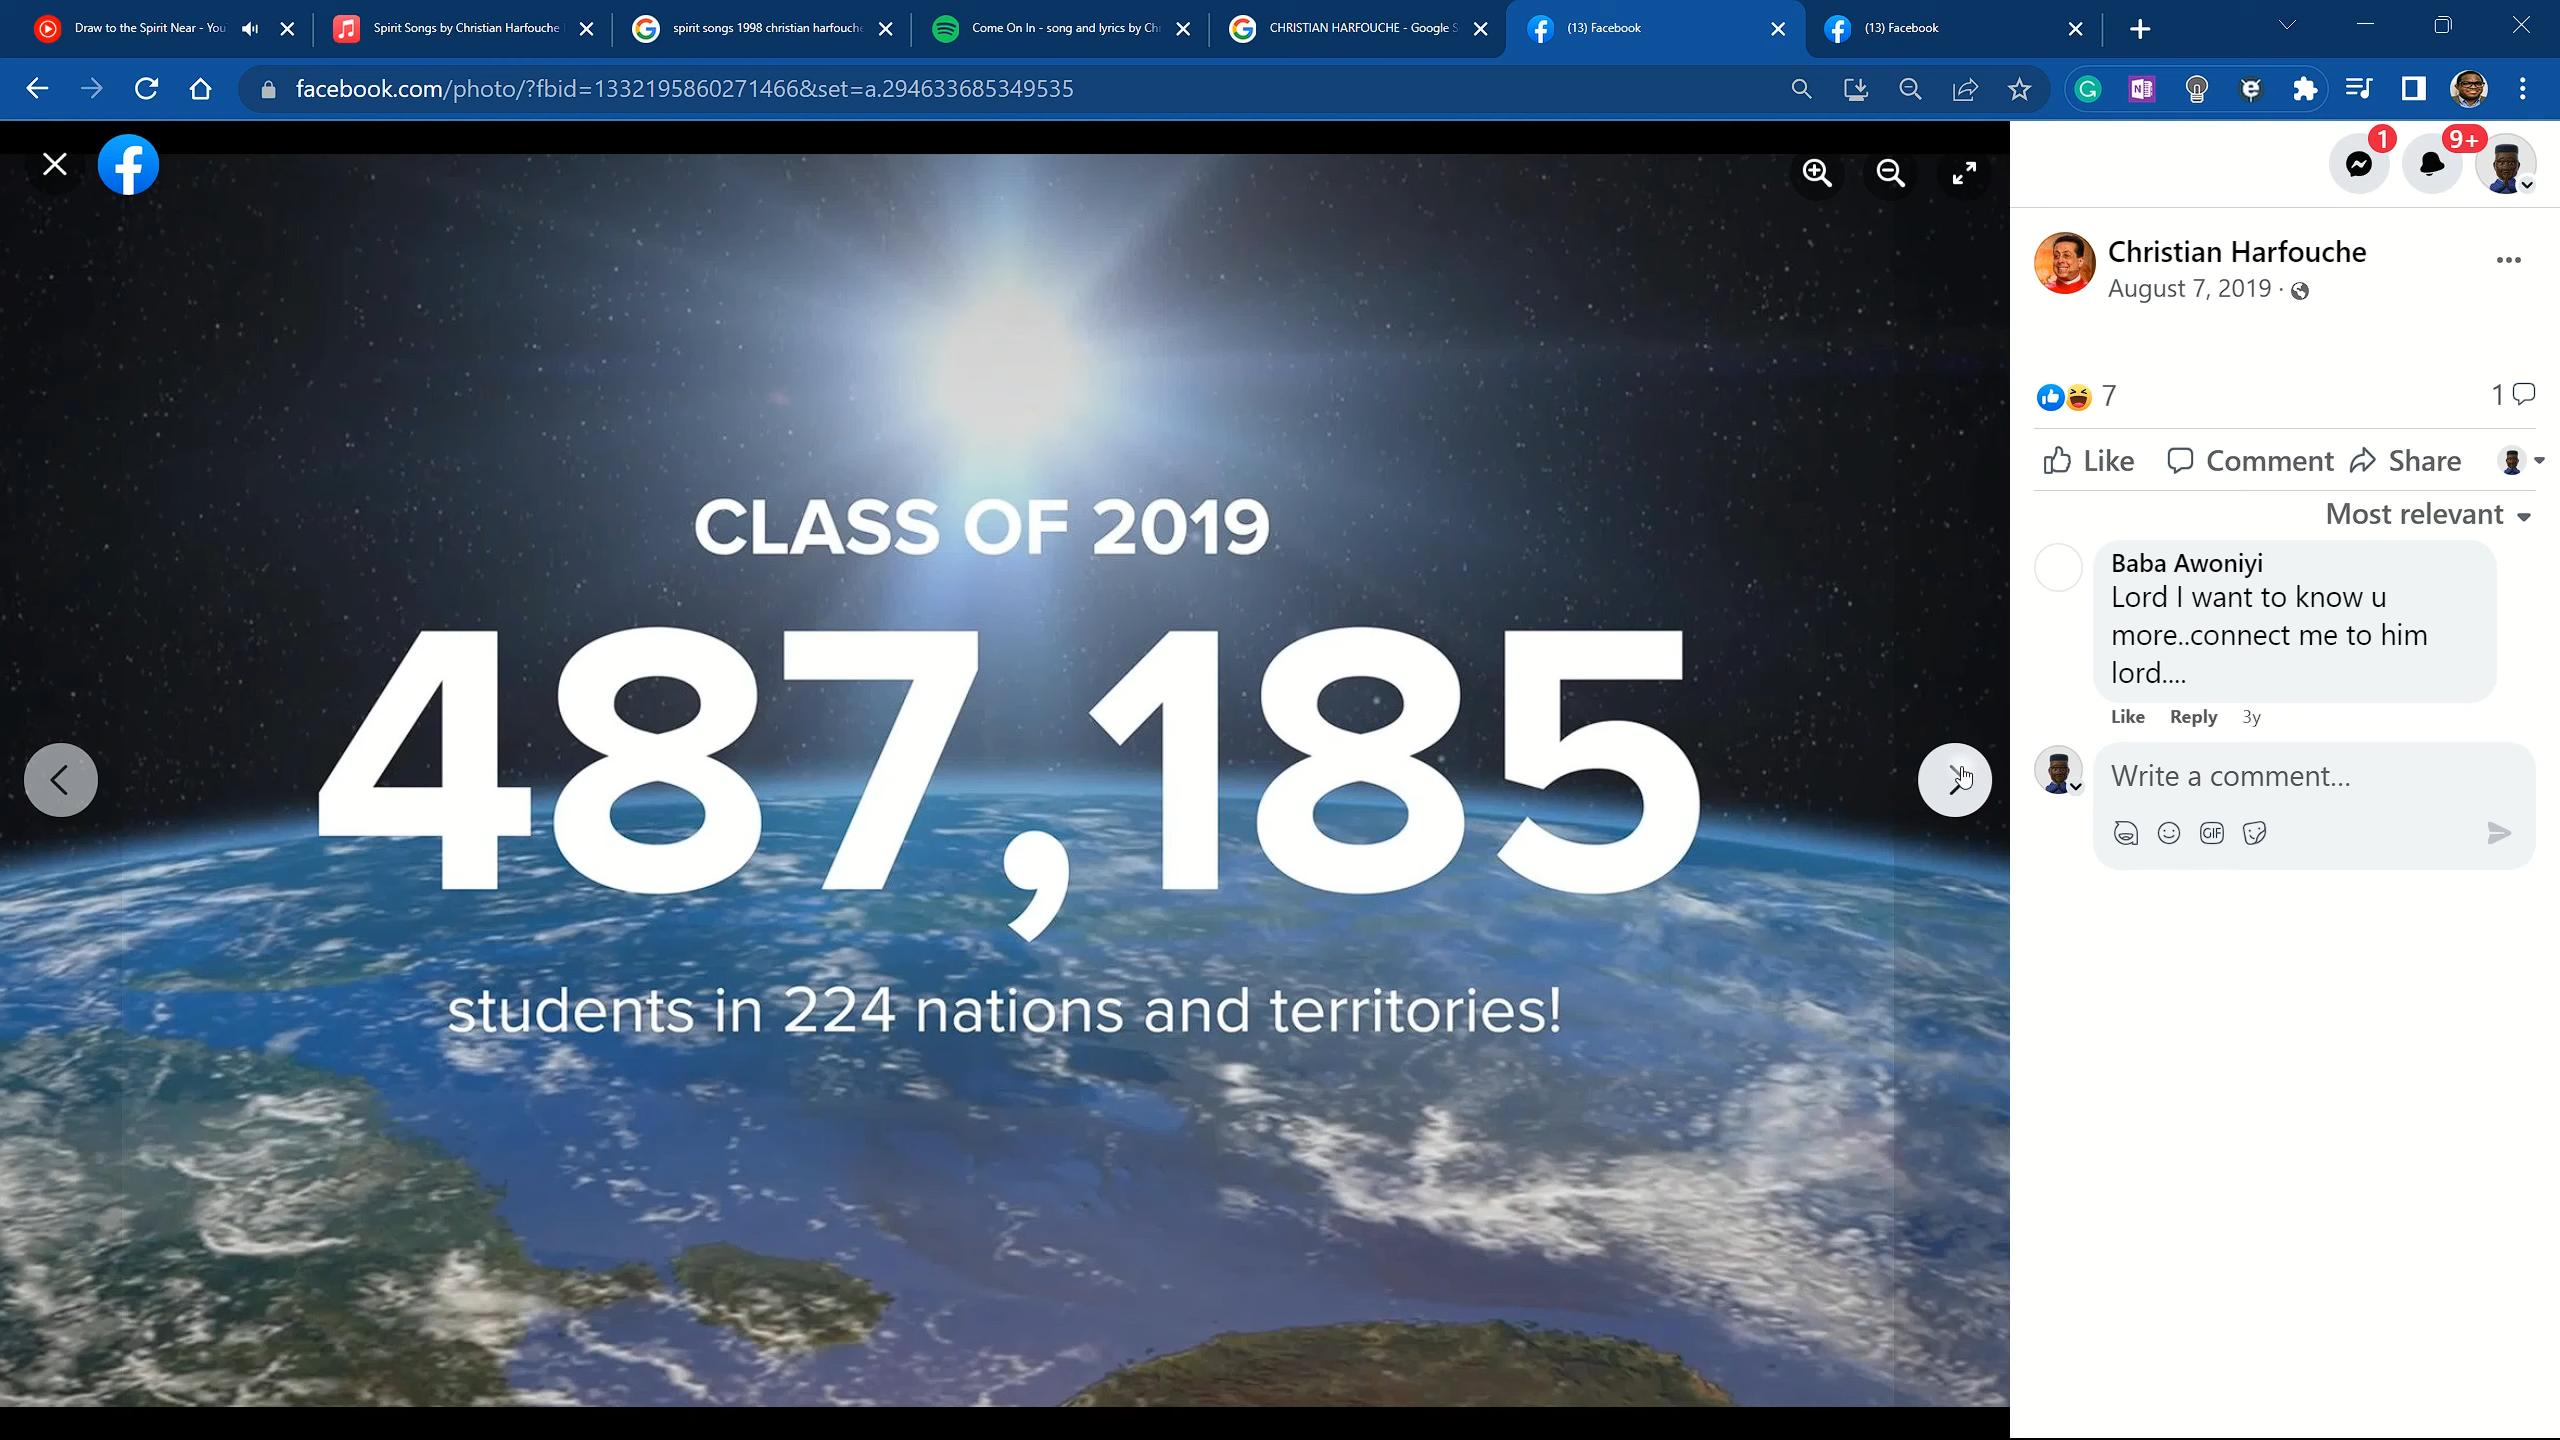 Draw to the Spirit Near - You
Spirit Songs by Christian Harfouche
spirit songs 1998 christian harfouche
Come On In - song and lyrics by Ch
CHRISTIAN HARFOUCHE - Google S
(13) Facebook
(13) Facebook
facebook.com/photo/?fbid=1332195860271466&set=a.294633685349535
1
9+
Christian Harfouche
August 7, 2019 ·
7
1
Like Comment Share
Most relevant
Baba Awoniyi
Lord I want to know u
more..connect me to him
lord....
Like Reply 3y
Write a comment...
GIF
CLASS OF 2019
487,185
students in 224 nations and territories!